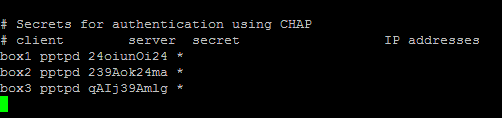 # Secrets for authentication using CHAP
# client server secret IP addresses
box1 pptpd 24oiunOi24 *
box2 pptpd 239Aok24ma *
box3 pptpd qAIj39Amlg *